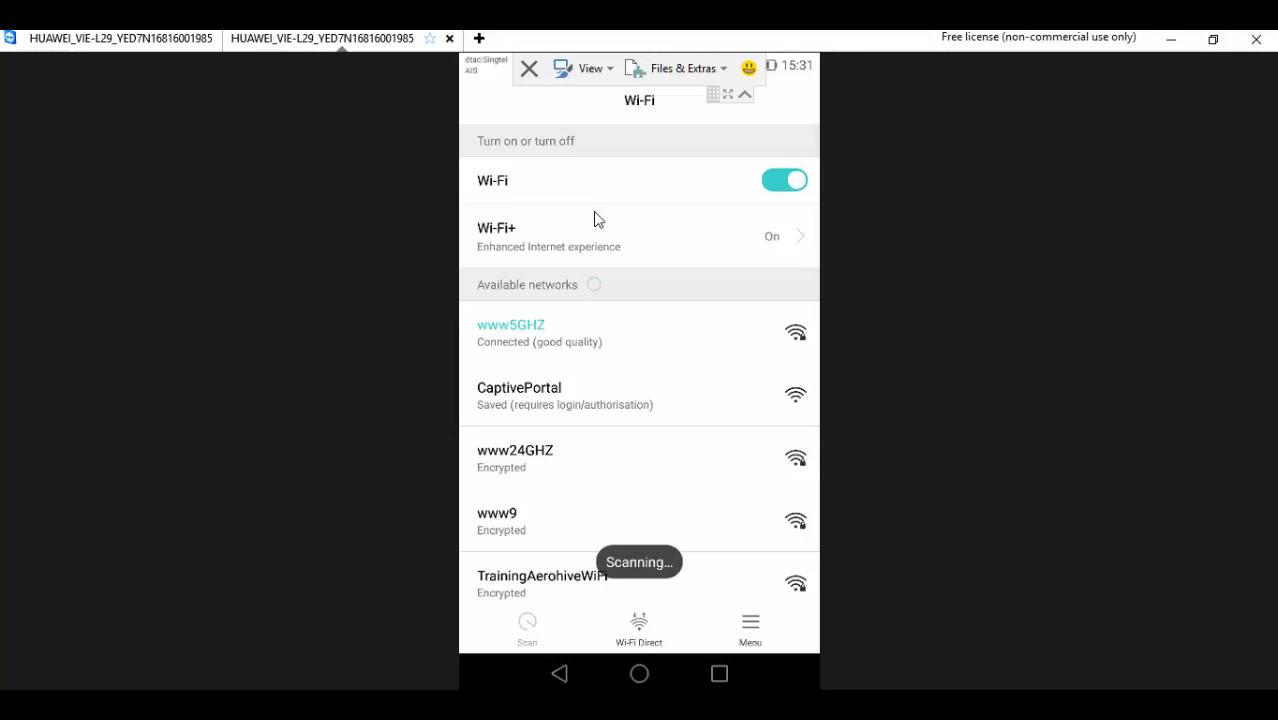 HUAWEI_VIE-L29_YED7N16816001985
HUAWEI_VIE-L29_YED7N16816001985
Free license (non-commercial use only)
dtac|Singtel
AIS
View
Files & Extras
15:31
Wi-Fi
Turn on or turn off
Wi-Fi
Wi-Fi+
Enhanced Internet experience
On
Available networks
www5GHZ
Connected (good quality)
CaptivePortal
Saved (requires login/authorisation)
www24GHZ
Encrypted
www9
Encrypted
Scanning...
TrainingAerohiveWiFi
Encrypted
Scan
Wi-Fi Direct
Menu